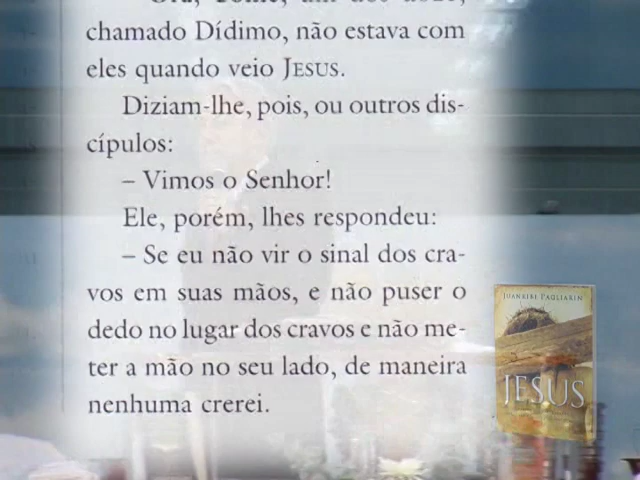 chamado Dídimo, não estava com
eles quando veio JESUS.
Diziam-lhe, pois, ou outros dis-
cípulos:
– Vimos o Senhor!
Ele, porém, lhes respondeu:
– Se eu não vir o sinal dos cra-
vos em suas mãos, e não puser o
dedo no lugar dos cravos e não me-
ter a mão no seu lado, de maneira
nenhuma crerei.
JUANRIBE PAGLIARIN
JESUS